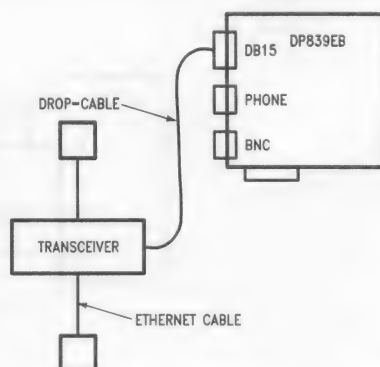 DP839EB
DB15
DROP-CABLE
PHONE
BNC
TRANSCEIVER
ETHERNET CABLE